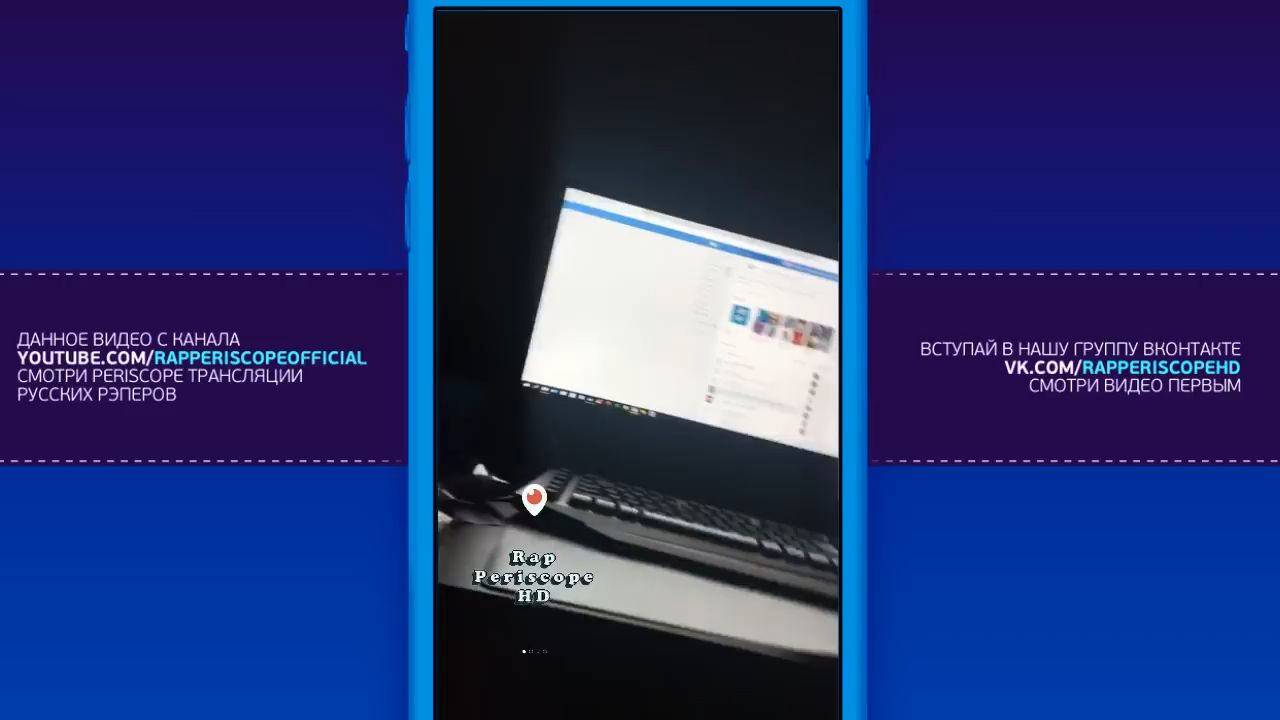 ДАННОЕ ВИДЕО С КАНАЛА
YOUTUBE.COM/RAPPERISCOPEOFFICIAL
СМОТРИ PERISCOPE ТРАНСЛЯЦИИ
РУССКИХ РЭПЕРОВ
Rap
Periscope
HD
ВСТУПАЙ В НАШУ ГРУППУ ВКОНТАКТЕ
VK.COM/RAPPERISCOPEHD
СМОТРИ ВИДЕО ПЕРВЫМ